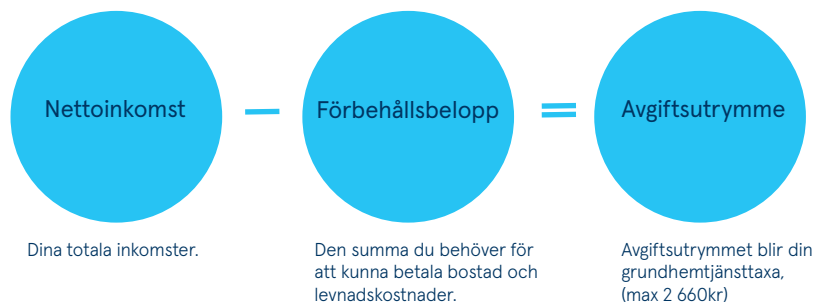 Nettoinkomst
Förbehållsbelopp
Avgiftsutrymme
Dina totala inkomster.
Den summa du behöver för
att kunna betala bostad och
levnadskostnader.
Avgiftsutrymmet blir din
grundhemtjänsttaxa,
(max 2 660kr)